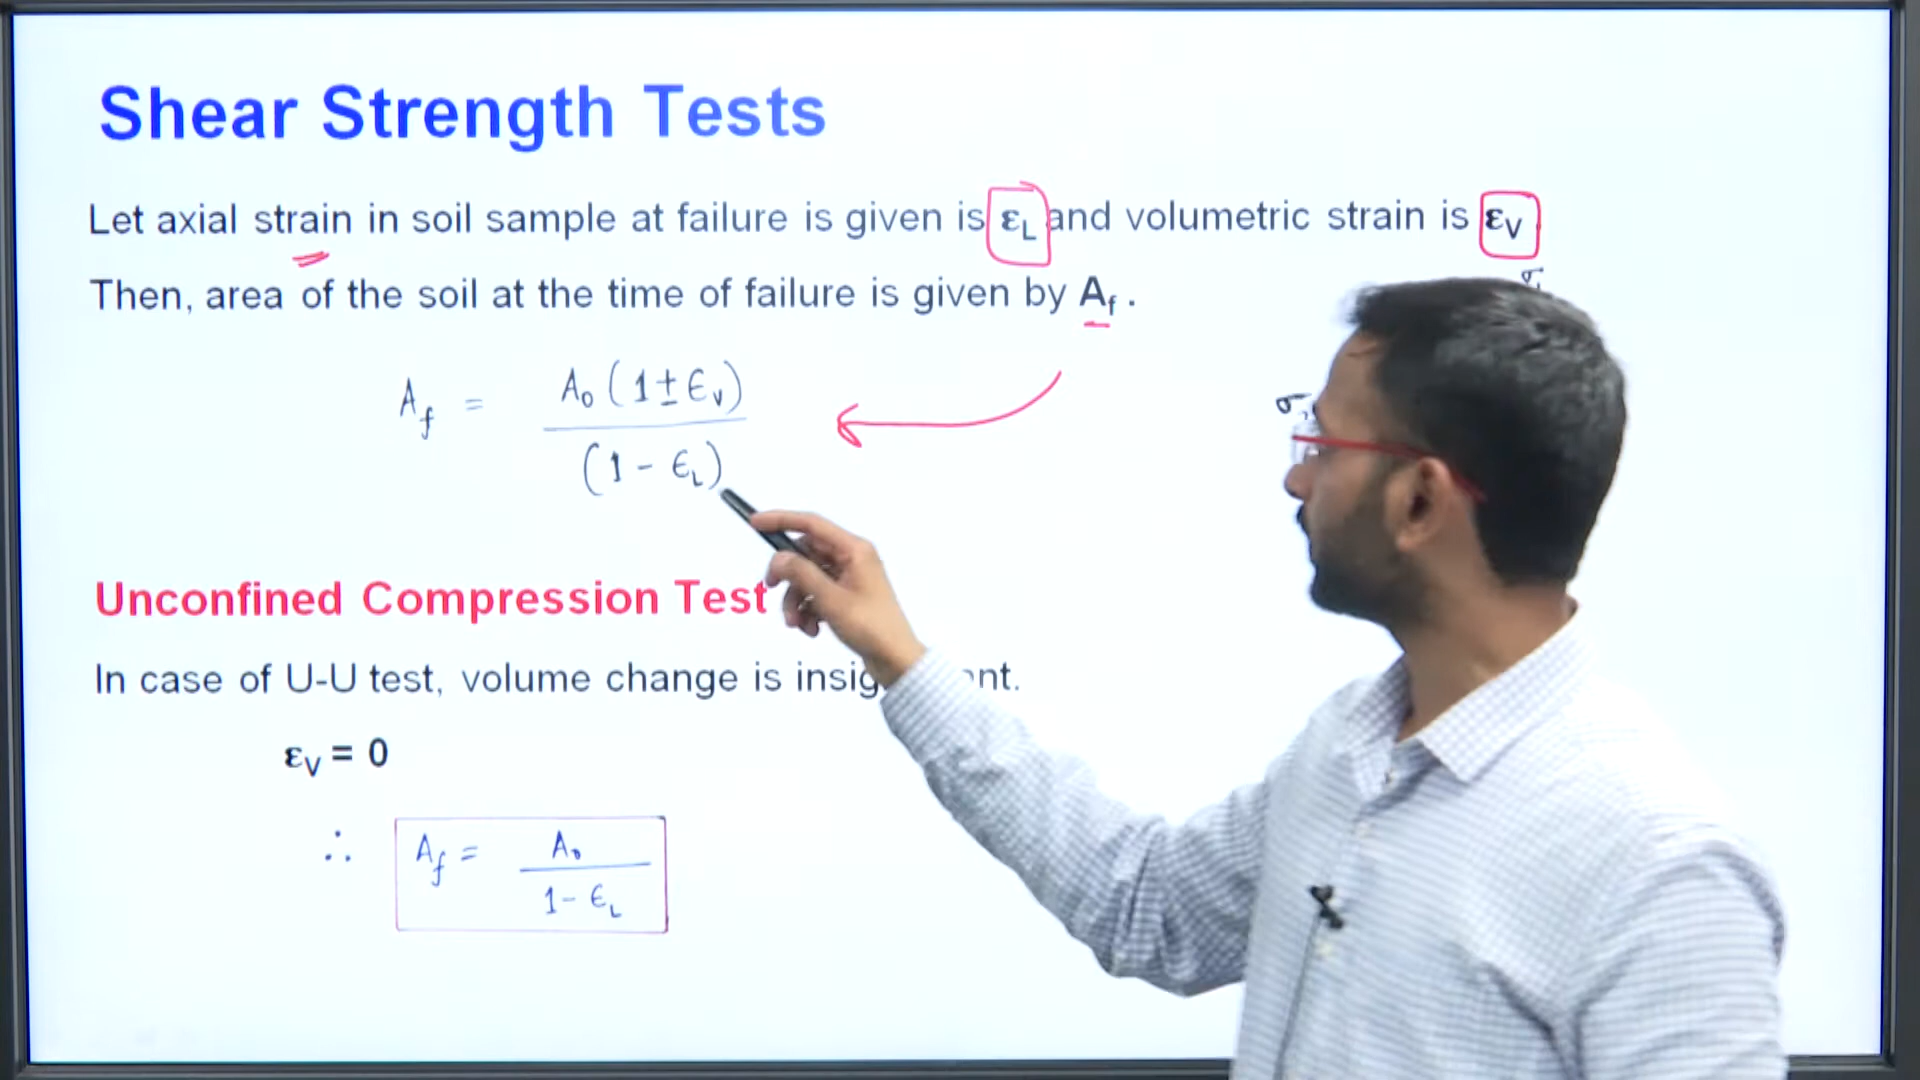 Shear Strength Tests
Let axial strain in soil sample at failure is given is εL and volumetric strain is εV
Then, area of the soil at the time of failure is given by Af .
σ1
Af = A0 (1±ϵv) / (1 - ϵL)
σ3
Unconfined Compression Test
In case of U-U test, volume change is
εV = 0
∴ Af = A0 / 1 - ϵL